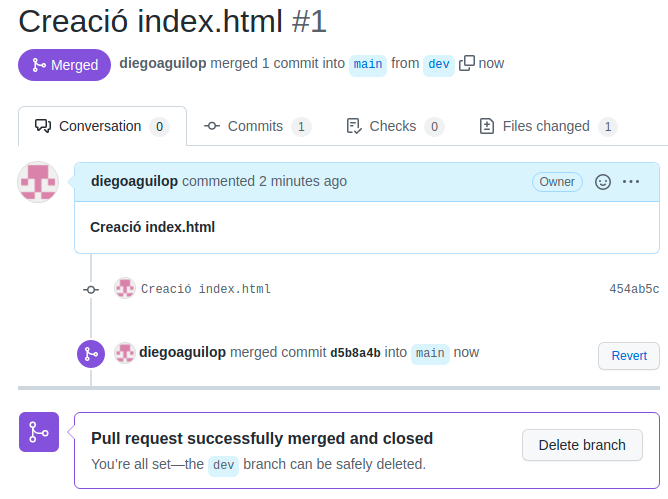 Creació index.html #1
Merged diegoaguilop merged 1 commit into main from dev now
Conversation 0 Commits 1 Checks 0 Files changed 1
diegoaguilop commented 2 minutes ago Owner
Creació index.html
Creació index.html 454ab5c
diegoaguilop merged commit d5b8a4b into main now Revert
Pull request successfully merged and closed
You're all set—the dev branch can be safely deleted.
Delete branch